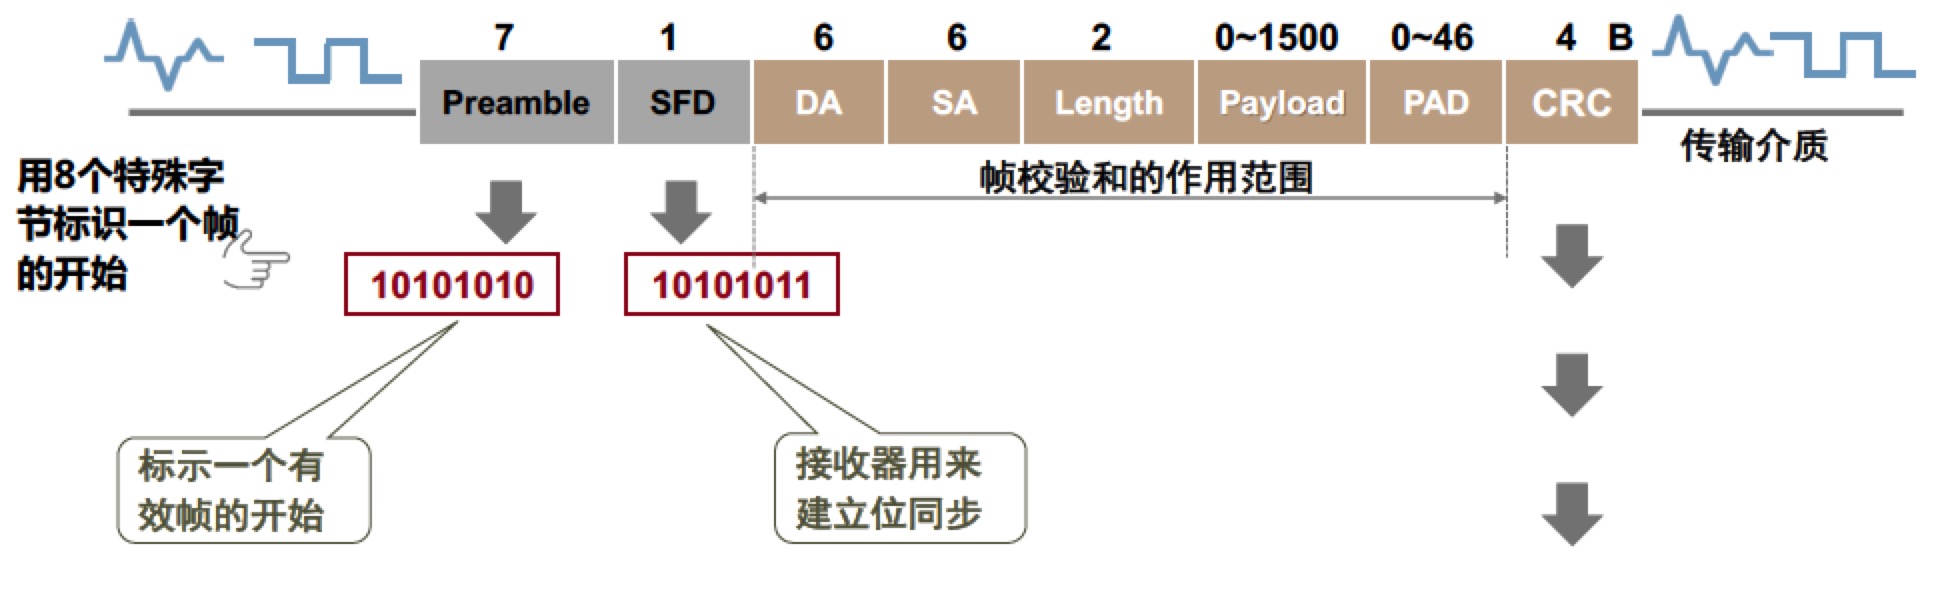 7 1 6 6 2 0~1500 0~46 4 B
Preamble SFD DA SA Length Payload PAD CRC
传输介质
帧校验和的作用范围
用8个特殊字
节标识一个帧
的开始
10101010 10101011
标示一个有
效帧的开始
接收器用来
建立位同步